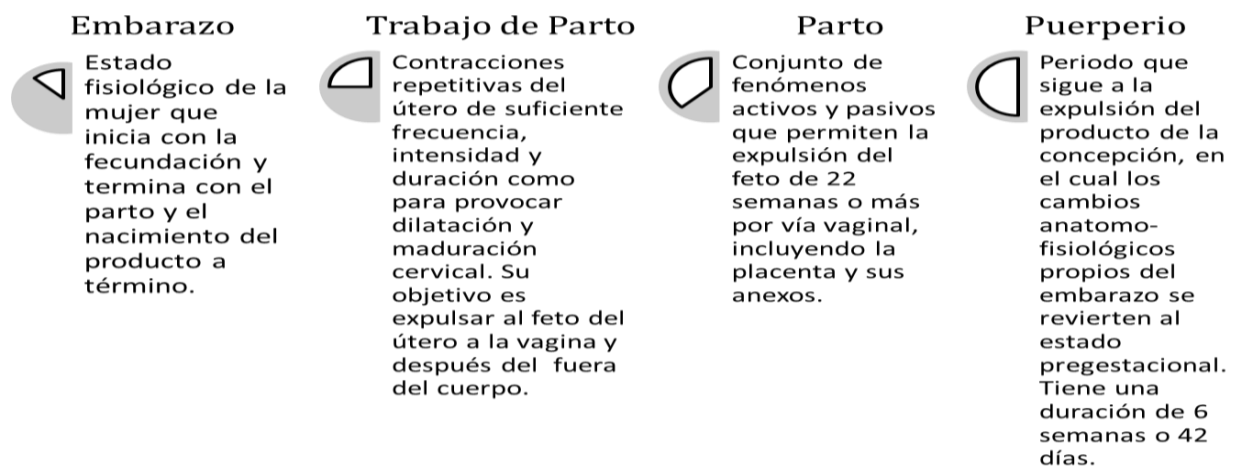 Embarazo
Estado
fisiológico de la
mujer que
inicia con la
fecundación y
termina con el
parto y el
nacimiento del
producto a
término.
Trabajo de Parto
Contracciones
repetitivas del
útero de suficiente
frecuencia,
intensidad y
duración como
para provocar
dilatación y
maduración
cervical. Su
objetivo es
expulsar al feto del
útero a la vagina y
después del fuera
del cuerpo.
Parto
Conjunto de
fenómenos
activos y pasivos
que permiten la
expulsión del
feto de 22
semanas o más
por vía vaginal,
incluyendo la
placenta y sus
anexos.
Puerperio
Periodo que
sigue a la
expulsión del
producto de la
concepción, en
el cual los
cambios
anatomo-
fisiológicos
propios del
embarazo se
revierten al
estado
pregestacional.
Tiene una
duración de 6
semanas o 42
días.